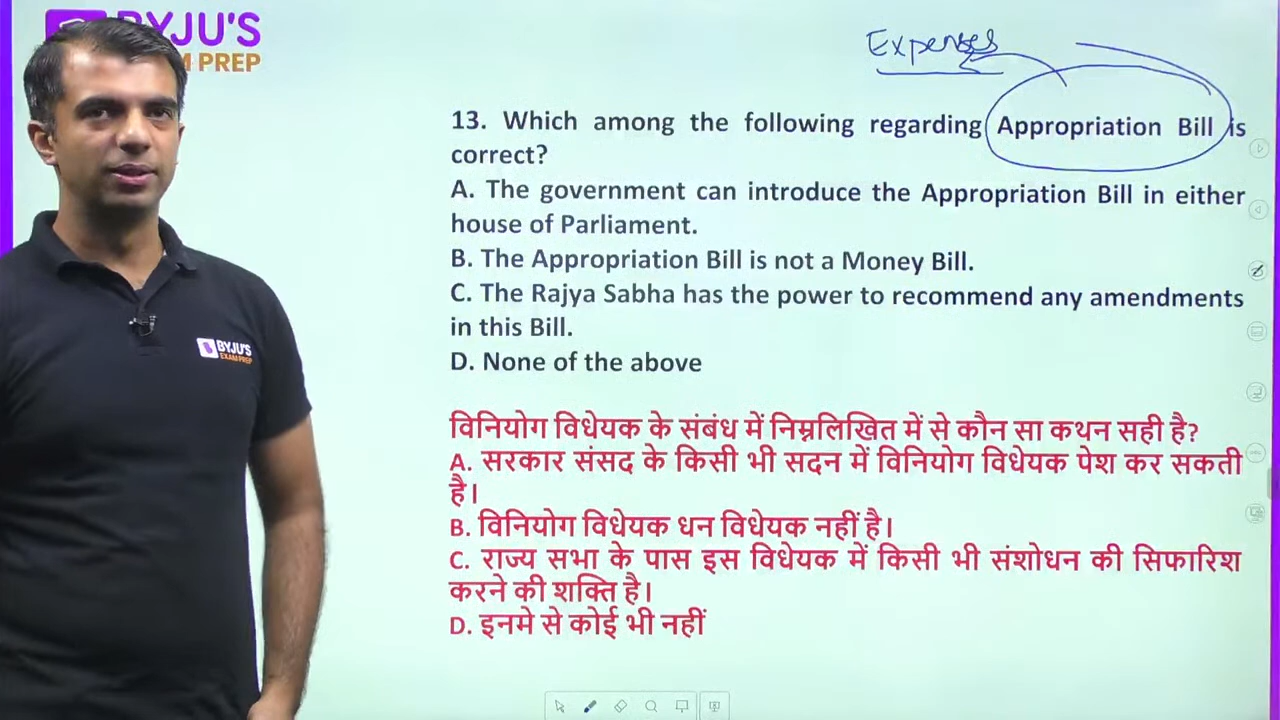 BYJU'S
EXAM PREP
Expenses
13. Which among the following regarding Appropriation Bill is
correct?
A. The government can introduce the Appropriation Bill in either
house of Parliament.
B. The Appropriation Bill is not a Money Bill.
C. The Rajya Sabha has the power to recommend any amendments
in this Bill.
D. None of the above
विनियोग विधेयक के संबंध में निम्नलिखित में से कौन सा कथन सही है?
A. सरकार संसद के किसी भी सदन में विनियोग विधेयक पेश कर सकती
है।
B. विनियोग विधेयक धन विधेयक नहीं है।
C. राज्य सभा के पास इस विधेयक में किसी भी संशोधन की सिफारिश
करने की शक्ति है।
D. इनमे से कोई भी नहीं
BYJU'S
EXAM PREP